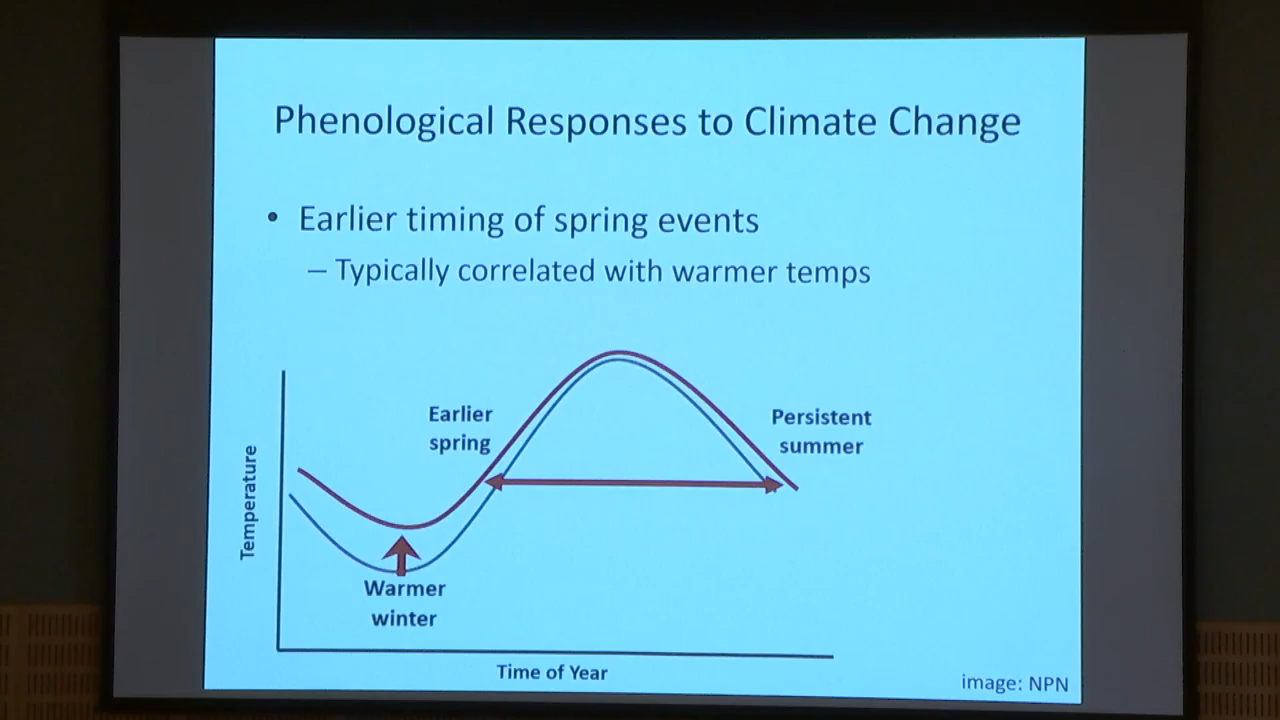 Phenological Responses to Climate Change
• Earlier timing of spring events
– Typically correlated with warmer temps
Earlier
spring
Persistent
summer
Temperature
Warmer
winter
Time of Year
image: NPN